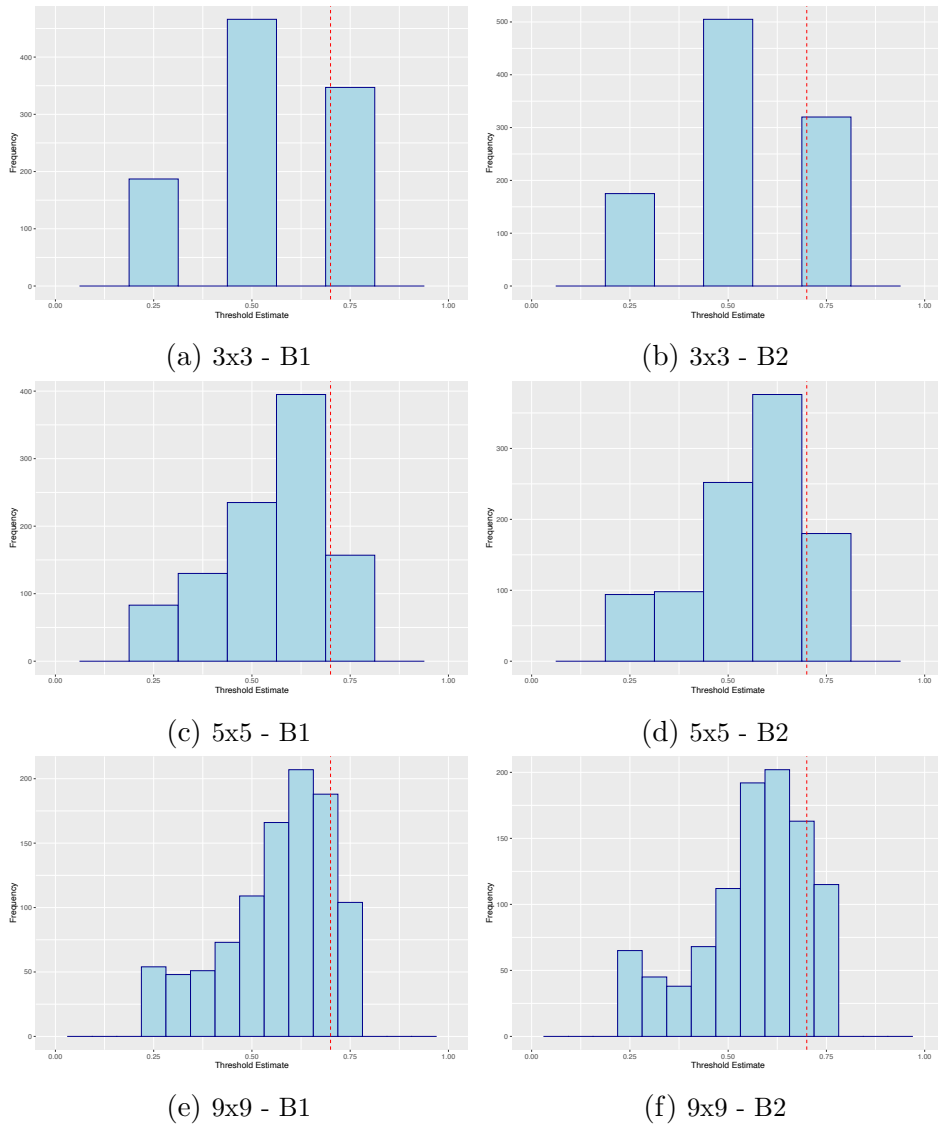 400
300
200
100
0
Frequency
0.00 0.25 0.50 0.75 1.00
Threshold Estimate
(a) 3x3 - B1
500
400
300
200
100
0
Frequency
0.00 0.25 0.50 0.75 1.00
Threshold Estimate
(b) 3x3 - B2
400
300
200
100
0
Frequency
0.00 0.25 0.50 0.75 1.00
Threshold Estimate
(c) 5x5 - B1
300
200
100
0
Frequency
0.00 0.25 0.50 0.75 1.00
Threshold Estimate
(d) 5x5 - B2
200
150
100
50
0
Frequency
0.00 0.25 0.50 0.75 1.00
Threshold Estimate
(e) 9x9 - B1
200
150
100
50
0
Frequency
0.00 0.25 0.50 0.75 1.00
Threshold Estimate
(f) 9x9 - B2